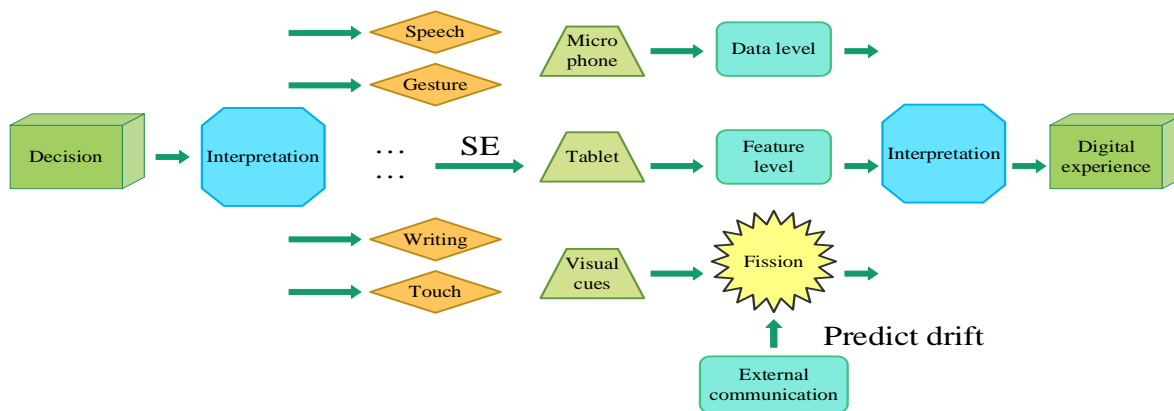 Speech
Gesture
Micro
phone
Data level
Decision
Interpretation
...
...
SE
Tablet
Feature
level
Interpretation
Digital
experience
Writing
Touch
Visual
cues
Fission
Predict drift
External
communication